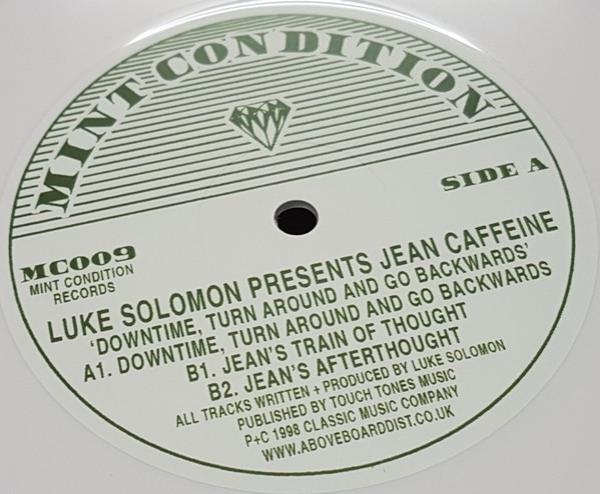 MINT CONDITION
SIDE A
MC009
MINT CONDITION
RECORDS
LUKE SOLOMON PRESENTS JEAN CAFFEINE
'DOWNTIME, TURN AROUND AND GO BACKWARDS'
A1. DOWNTIME, TURN AROUND AND GO BACKWARDS
B1. JEAN'S TRAIN OF THOUGHT
B2. JEAN'S AFTERTHOUGHT
ALL TRACKS WRITTEN + PRODUCED BY LUKE SOLOMON
PUBLISHED BY TOUCH TONES MUSIC
P+C 1998 CLASSIC MUSIC COMPANY
WWW.ABOVEBOARDDIST.CO.UK